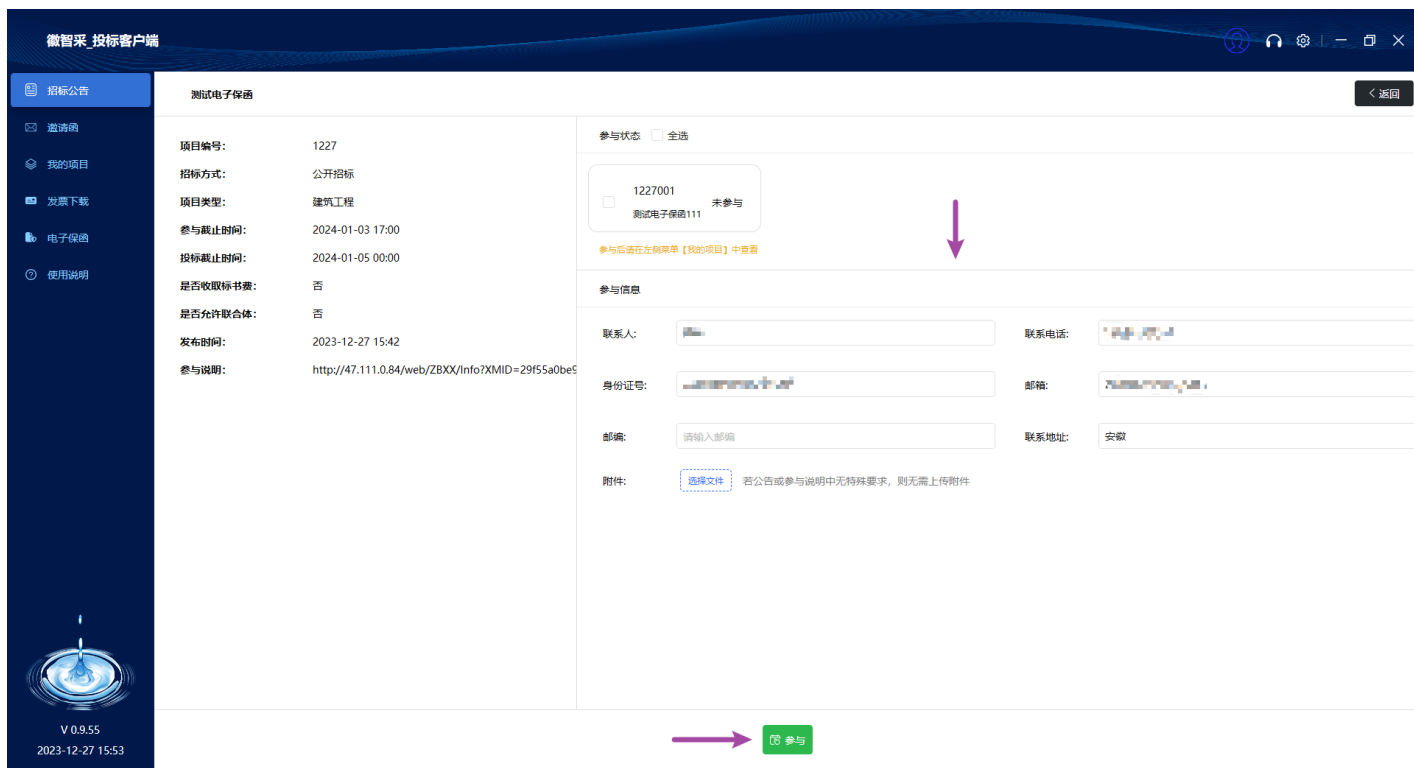 徽智采_投标客户端
招标公告
邀请函
我的项目
发票下载
电子保函
使用说明
V 0.9.55
2023-12-27 15:53
测试电子保函
返回
项目编号： 1227
招标方式： 公开招标
项目类型： 建筑工程
参与截止时间： 2024-01-03 17:00
投标截止时间： 2024-01-05 00:00
是否收取标书费： 否
是否允许联合体： 否
发布时间： 2023-12-27 15:42
参与说明： http://47.111.0.84/web/ZBXX/Info?XMID=29f55a0be9
参与状态 全选
1227001
未参与
测试电子保函111
参与后请在左侧菜单【我的项目】中查看
参与信息
联系人：
联系电话：
身份证号：
邮箱：
邮编： 请输入邮编
联系地址： 安徽
附件： 选择文件 若公告或参与说明中无特殊要求，则无需上传附件
参与